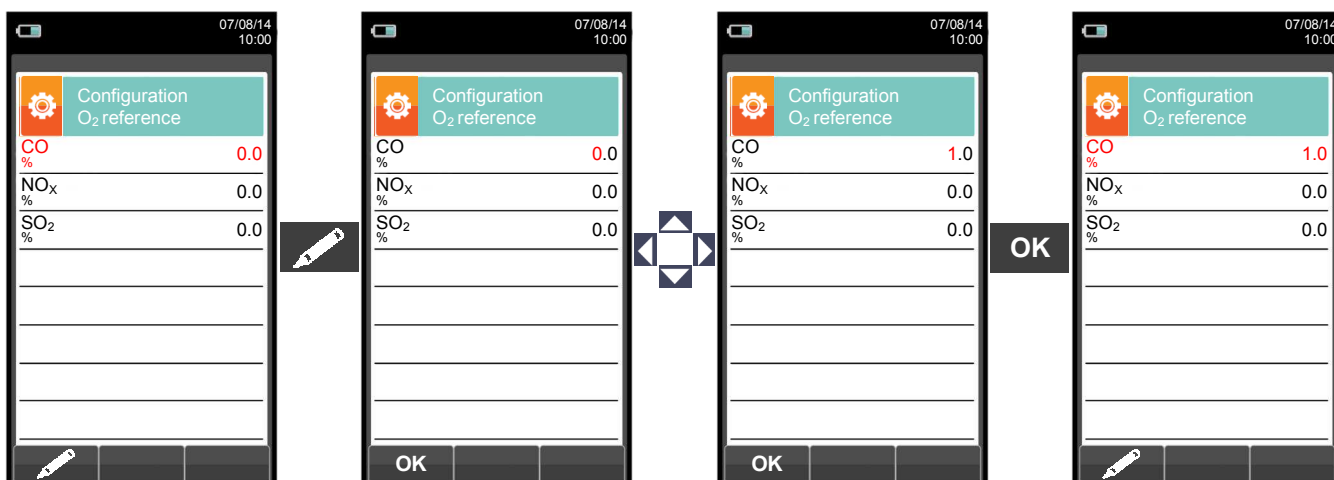 07/08/14
10:00
Configuration
O₂ reference
CO
%
0.0
NOX
%
0.0
SO₂
%
0.0
07/08/14
10:00
Configuration
O₂ reference
CO
%
0.0
NOX
%
0.0
SO₂
%
0.0
OK
07/08/14
10:00
Configuration
O₂ reference
CO
%
1.0
NOX
%
0.0
SO₂
%
0.0
OK
OK
07/08/14
10:00
Configuration
O₂ reference
CO
%
1.0
NOX
%
0.0
SO₂
%
0.0